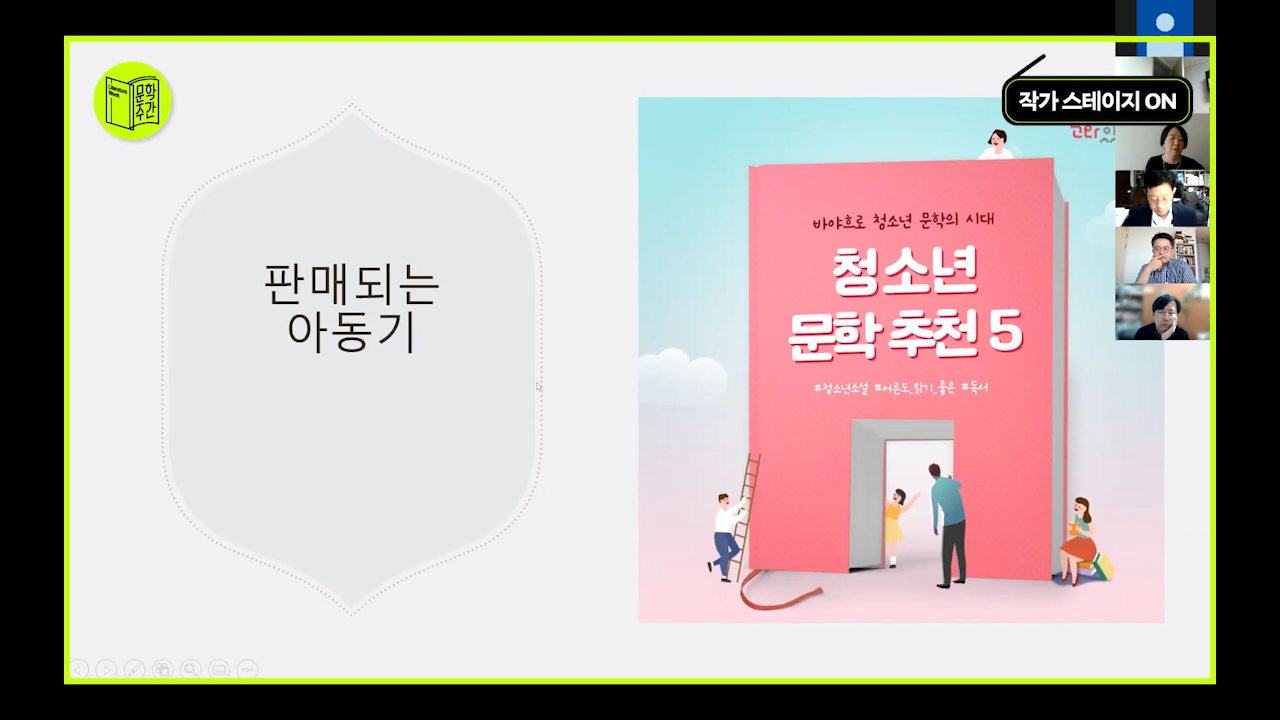 Literature
Week
문학
주간
작가 스테이지 ON
판매되는
아동기
바야흐로 청소년 문학의 시대
청소년
문학 추천 5
#청소년소설 #어른도_읽기_좋은 #독서